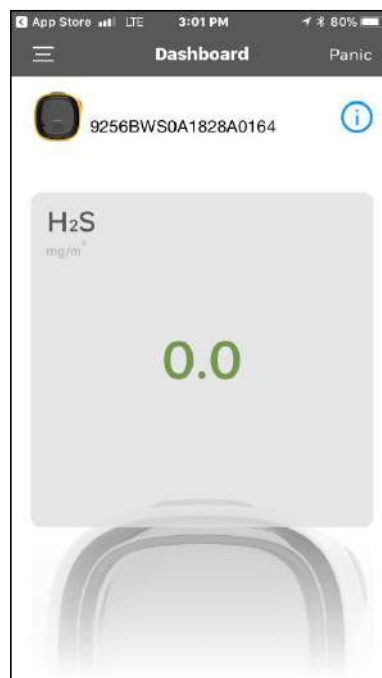 App Store LTE 3:01 PM 80%
Dashboard Panic
9256BWS0A1828A0164
H₂S
mg/m³
0.0